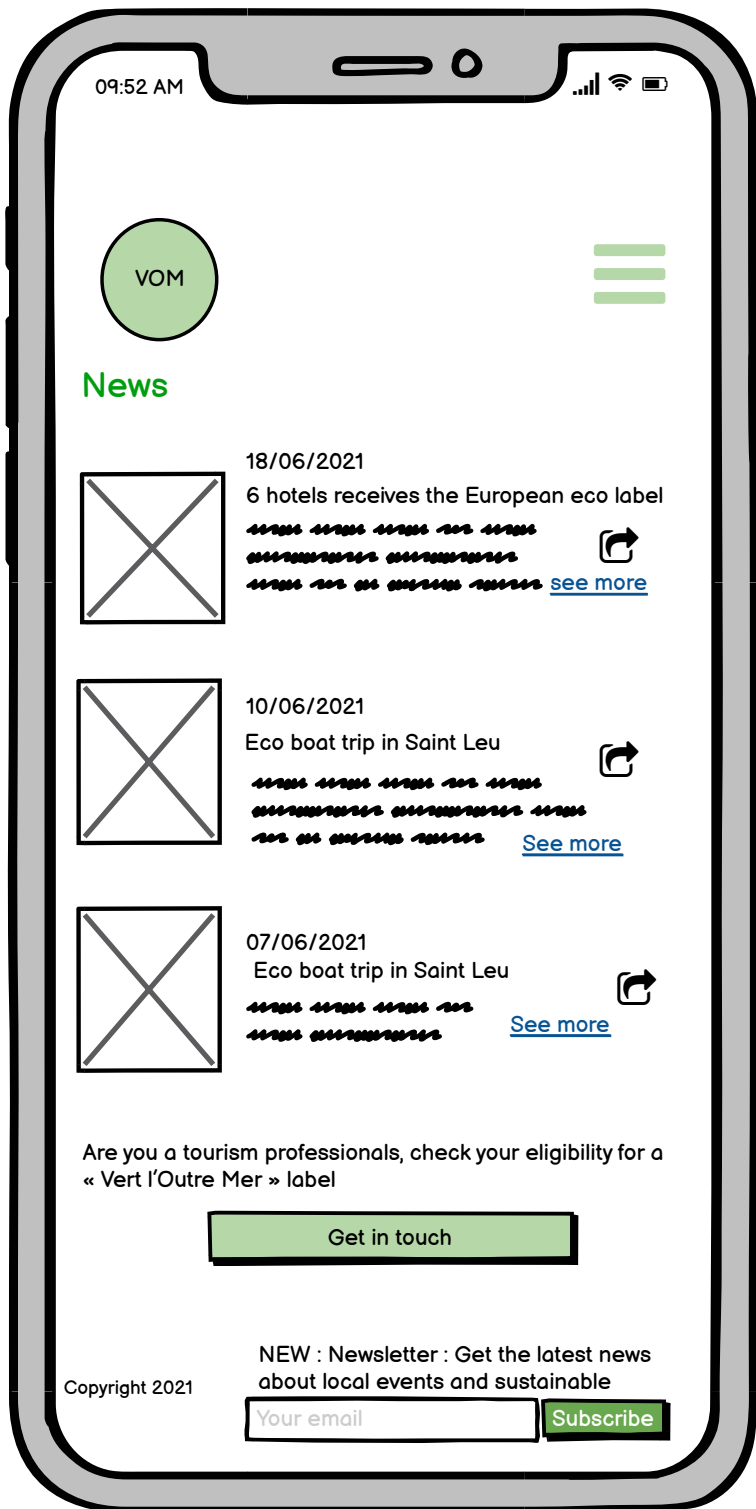 09:52 AM
VOM
News
18/06/2021
6 hotels receives the European eco label
see more
10/06/2021
Eco boat trip in Saint Leu
See more
07/06/2021
Eco boat trip in Saint Leu
See more
Are you a tourism professionals, check your eligibility for a
« Vert l'Outre Mer » label
Get in touch
NEW : Newsletter : Get the latest news
about local events and sustainable
Copyright 2021
Your email
Subscribe